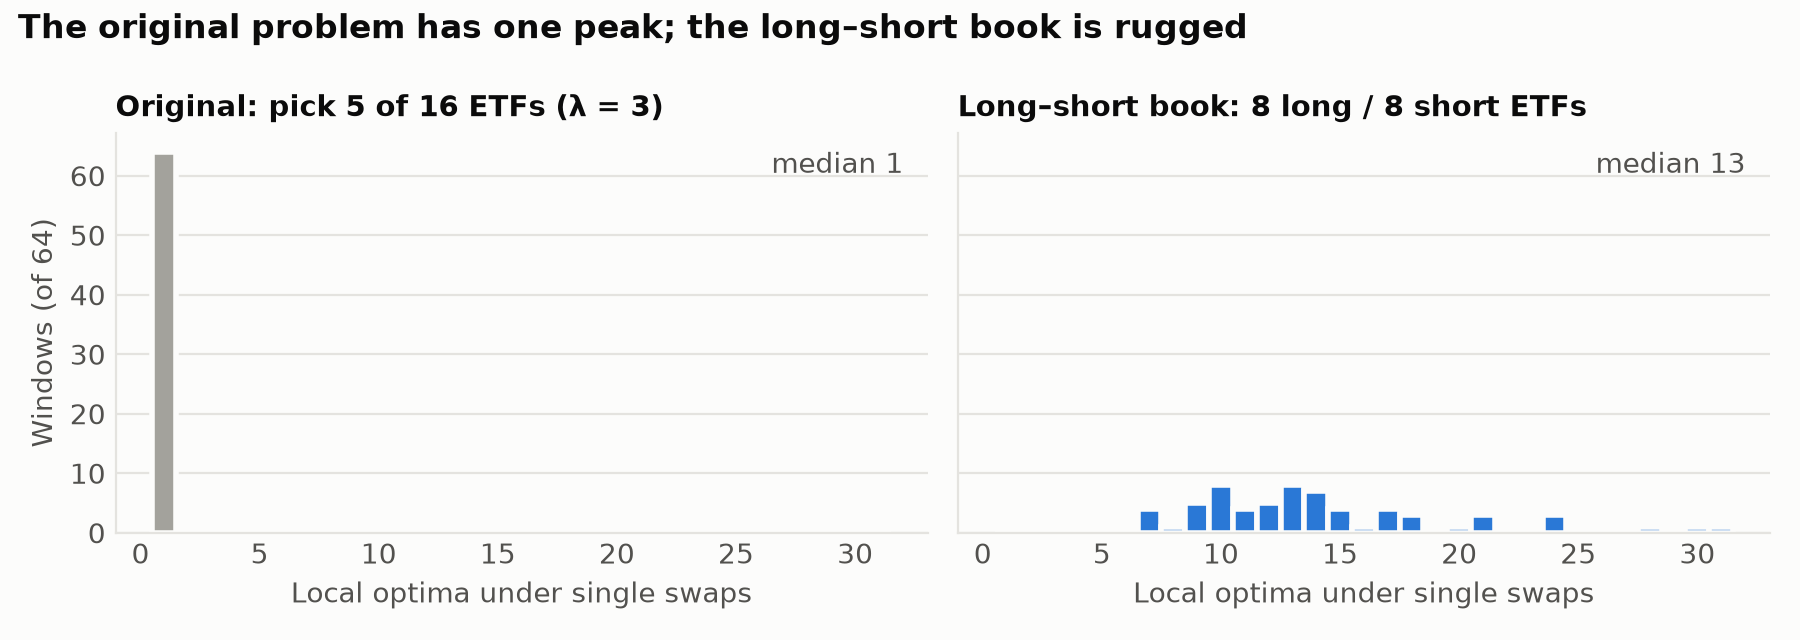 The original problem has one peak; the long–short book is rugged
Original: pick 5 of 16 ETFs (λ = 3)
median 1
Windows (of 64)
60
50
40
30
20
10
0
0 5 10 15 20 25 30
Local optima under single swaps
Long–short book: 8 long / 8 short ETFs
median 13
0 5 10 15 20 25 30
Local optima under single swaps